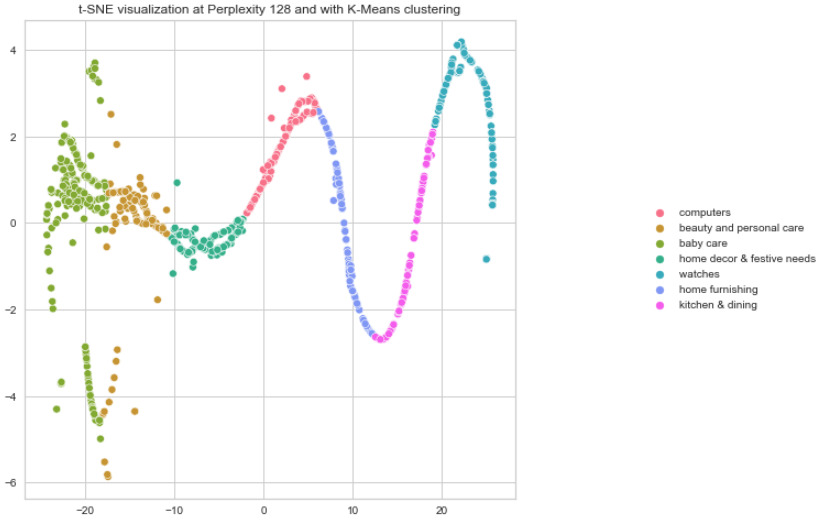 t-SNE visualization at Perplexity 128 and with K-Means clustering
4
2
0
−2
−4
−6
−20
−10
0
10
20
computers
beauty and personal care
baby care
home decor & festive needs
watches
home furnishing
kitchen & dining